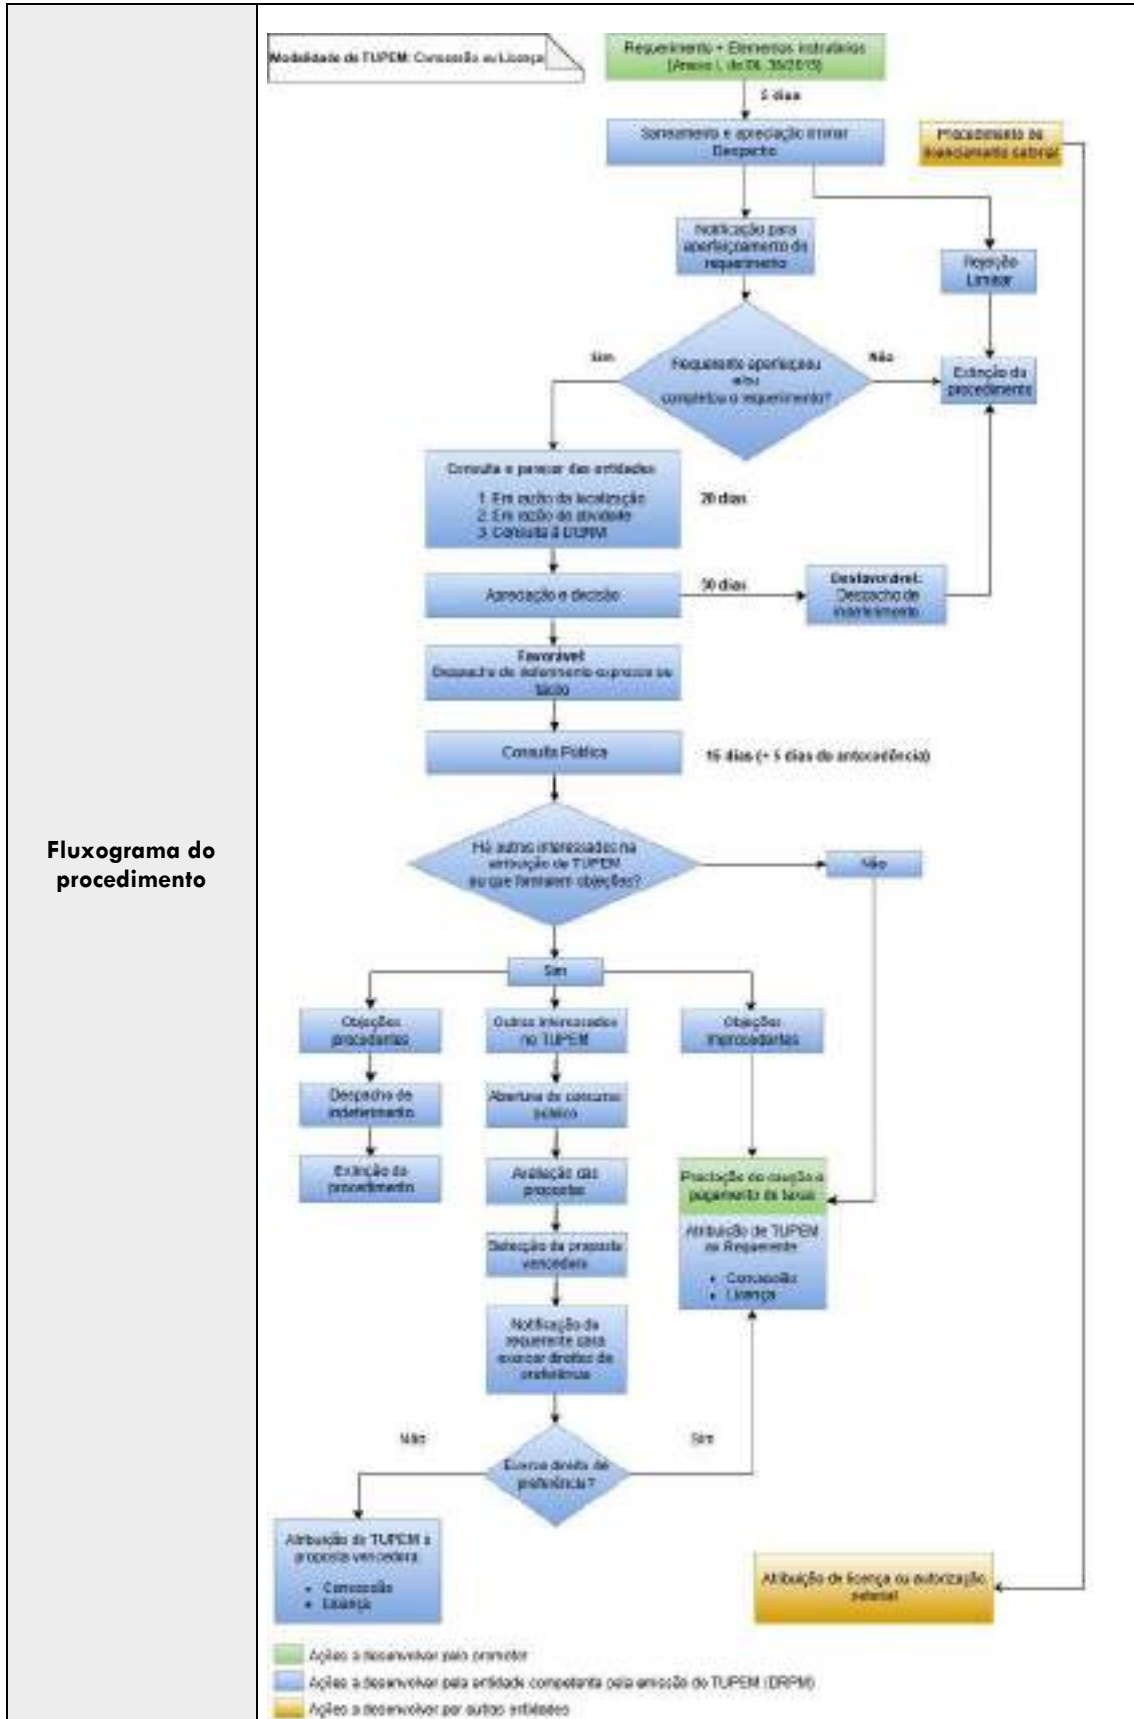 Fluxograma do
procedimento
Modalidade de TUPEM: Concessão ou Licença
Requerimento + Elementos instrutórios
(Anexo I, do DL 38/2015)
5 dias
Saneamento e apreciação liminar
Despacho
Procedimento de
licenciamento setorial
Notificação para
aperfeiçoamento do
requerimento
Rejeição
Liminar
Sim
Requerente aperfeiçoou
e/ou
completou o requerimento?
Não
Extinção do
procedimento
Consulta e parecer das entidades
1. Em razão da localização
2. Em razão da atividade
3. Consulta à
20 dias
Apreciação e decisão
30 dias
Desfavorável:
Despacho de
indeferimento
Favorável
Despacho de deferimento expresso ou
tácito
Consulta Pública
15 dias (+ 5 dias de antecedência)
Há outros interessados na
atribuição de TUPEM
ou que formulem objeções?
Não
Sim
Objeções
procedentes
Outros interessados
no TUPEM
Objeções
improcedentes
Despacho de
indeferimento
Abertura de concurso
público
Extinção do
procedimento
Avaliação das
propostas
Prestação de caução e
pagamento de taxas
Atribuição de TUPEM
ao Requerente
• Concessão
• Licença
Selecção da proposta
vencedora
Notificação do
requerente para
exercer direitos de
preferência
Não
Sim
Exerce direito de
preferência?
Atribuição de TUPEM a
proposta vencedora
• Concessão
• Licença
Atribuição de licença ou autorização
setorial
Ações a desenvolver pelo promotor
Ações a desenvolver pela entidade competente pela emissão do TUPEM (DRPM)
Ações a desenvolver por outras entidades